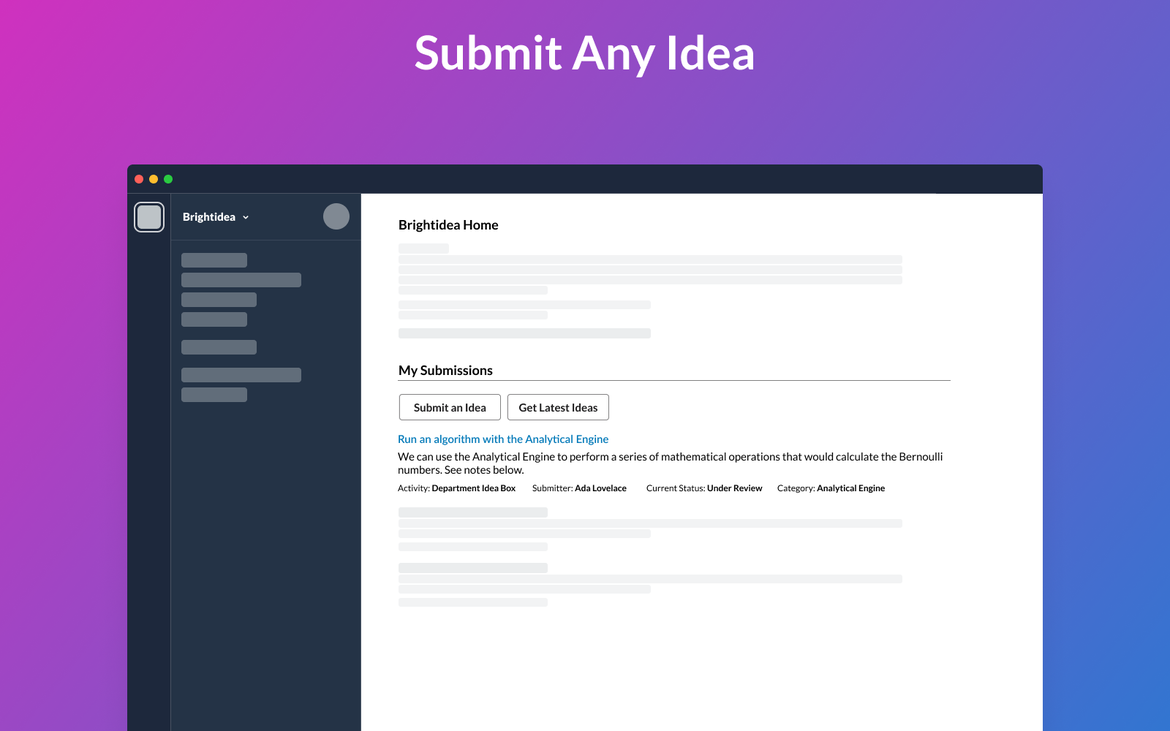 Submit Any Idea
Brightidea
Brightidea Home
My Submissions
Submit an Idea
Get Latest Ideas
Run an algorithm with the Analytical Engine
We can use the Analytical Engine to perform a series of mathematical operations that would calculate the Bernoulli
numbers. See notes below.
Activity: Department Idea Box Submitter: Ada Lovelace Current Status: Under Review Category: Analytical Engine